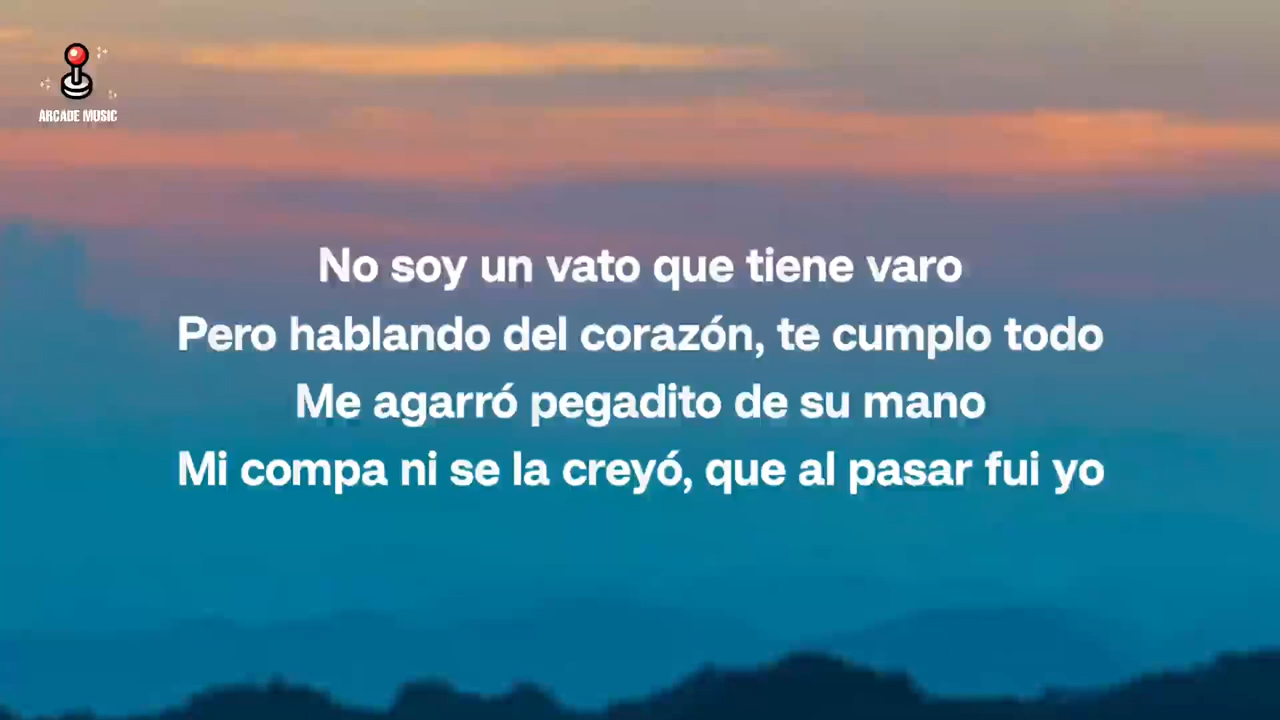 ARCADE MUSIC
No soy un vato que tiene varo
Pero hablando del corazón, te cumplo todo
Me agarró pegadito de su mano
Mi compa ni se la creyó, que al pasar fui yo